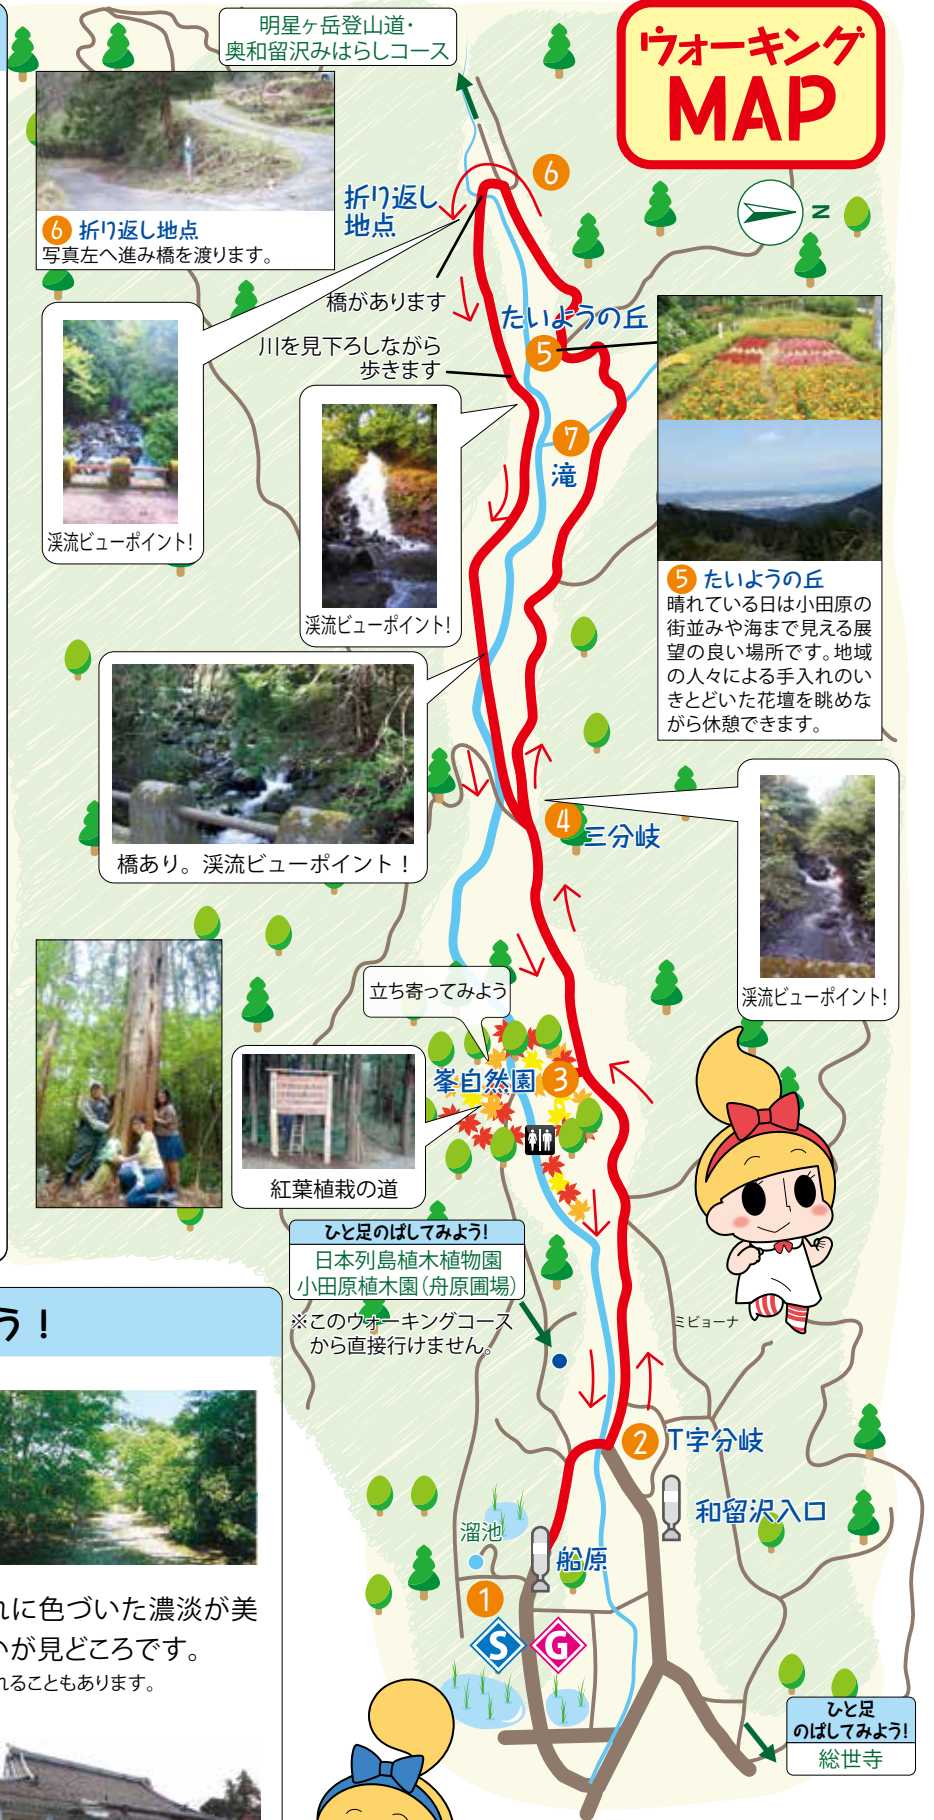 明星ヶ岳登山道・
奥和留沢みはらしコース
ウォーキング
MAP
N
6 折り返し地点
写真左へ進み橋を渡ります。
折り返し
地点
6
橋があります
川を見下ろしながら
歩きます
たいようの丘
5
7
滝
渓流ビューポイント!
渓流ビューポイント!
5 たいようの丘
晴れている日は小田原の
街並みや海まで見える展
望の良い場所です。地域
の人々による手入れのい
きとどいた花壇を眺めな
がら休憩できます。
橋あり。渓流ビューポイント！
4
三分岐
渓流ビューポイント!
立ち寄ってみよう
峯自然園
3
紅葉植栽の道
ひと足のばしてみよう!
日本列島植木植物園
小田原植木園（舟原圃場）
※このウォーキングコース
から直接行けません。
ミビョーナ
2
T字分岐
和留沢入口
溜池
船原
1
S
G
ひと足
のばしてみよう!
総世寺
う！
れに色づいた濃淡が美
いが見どころです。
れることもあります。